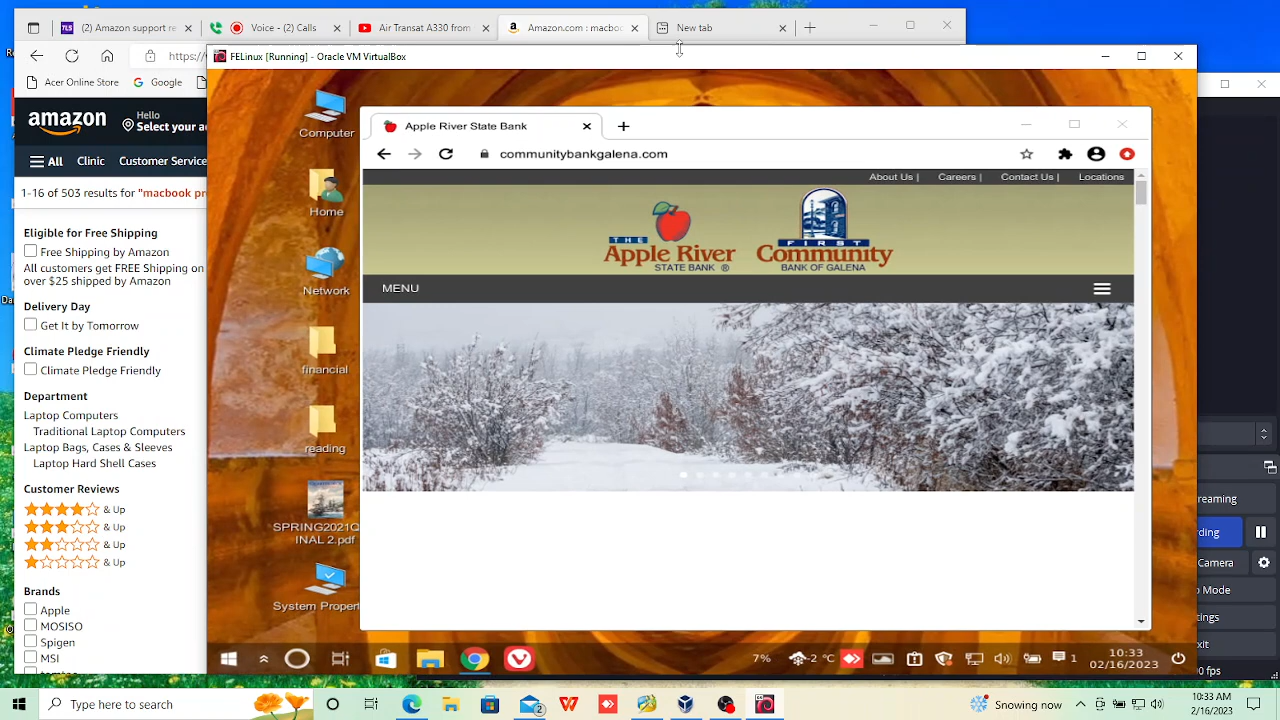 (2) Amazon support re
Voice - (2) Calls
Air Transat A330 from
Amazon.com : macboo
New tab
https:
Acer Online Store
Google
FELinux [Running] - Oracle VM VirtualBox
amazon
Hello
Select your a
All
Clinic
Customer Service
1-16 of 503 results for "macbook pr
Eligible for Free Shipping
Free Shipping by Amazon
All customers get FREE Shipping on
over $25 shipped by Amazon
Delivery Day
Get It by Tomorrow
Climate Pledge Friendly
Climate Pledge Friendly
Department
Laptop Computers
Traditional Laptop Computers
Laptop Bags, Cases & Sleeves
Laptop Hard Shell Cases
Customer Reviews
& Up
& Up
& Up
& Up
Brands
Apple
MOSISO
Spigen
MSI
Computer
Home
Network
financial
reading
SPRING2021Q
INAL 2.pdf
System Propert
Apple River State Bank
communitybankgalena.com
About Us |
Careers |
Contact Us |
Locations
THE
Apple River
STATE BANK ®
FIRST
Community
BANK OF GALENA
MENU
7%
-2 °C
1
10:33
02/16/2023
reaming
ding
Camera
ngs
xit
Type here to search
2
Snowing now
10:33 AM
2/16/2023